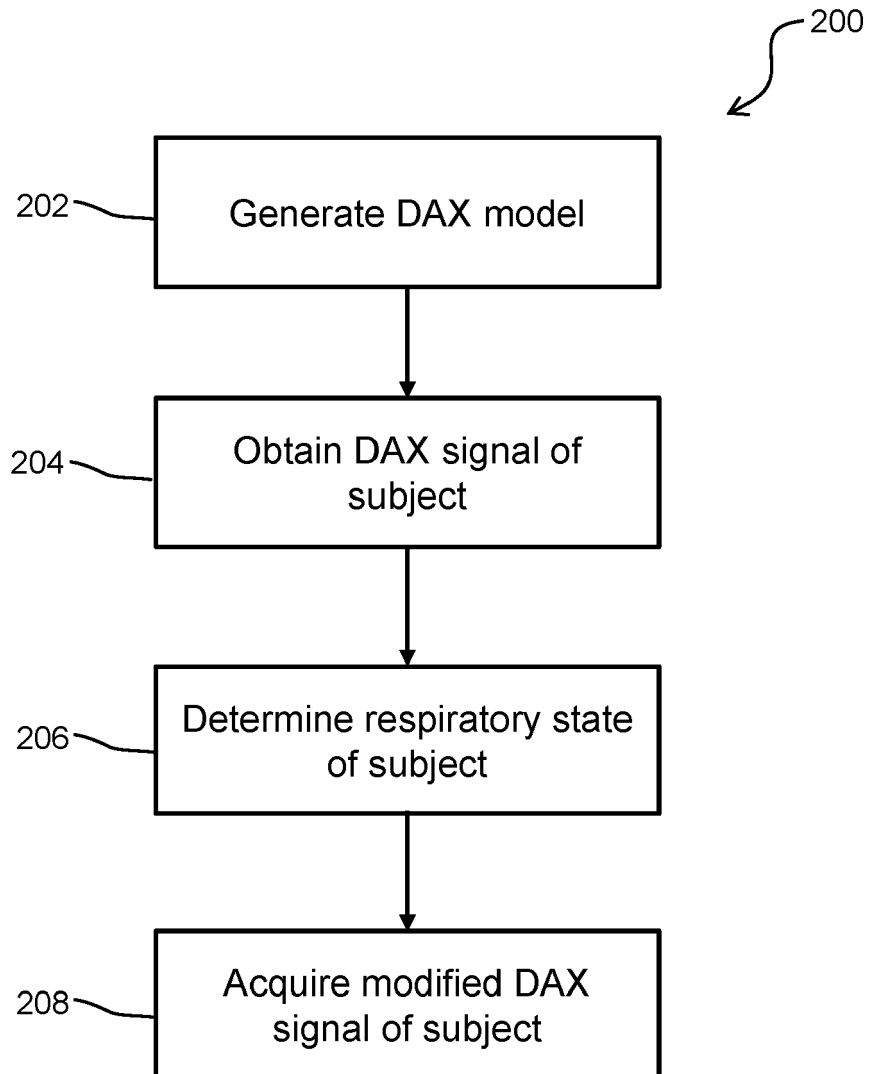 200
202
Generate DAX model
204
Obtain DAX signal of
subject
206
Determine respiratory state
of subject
208
Acquire modified DAX
signal of subject